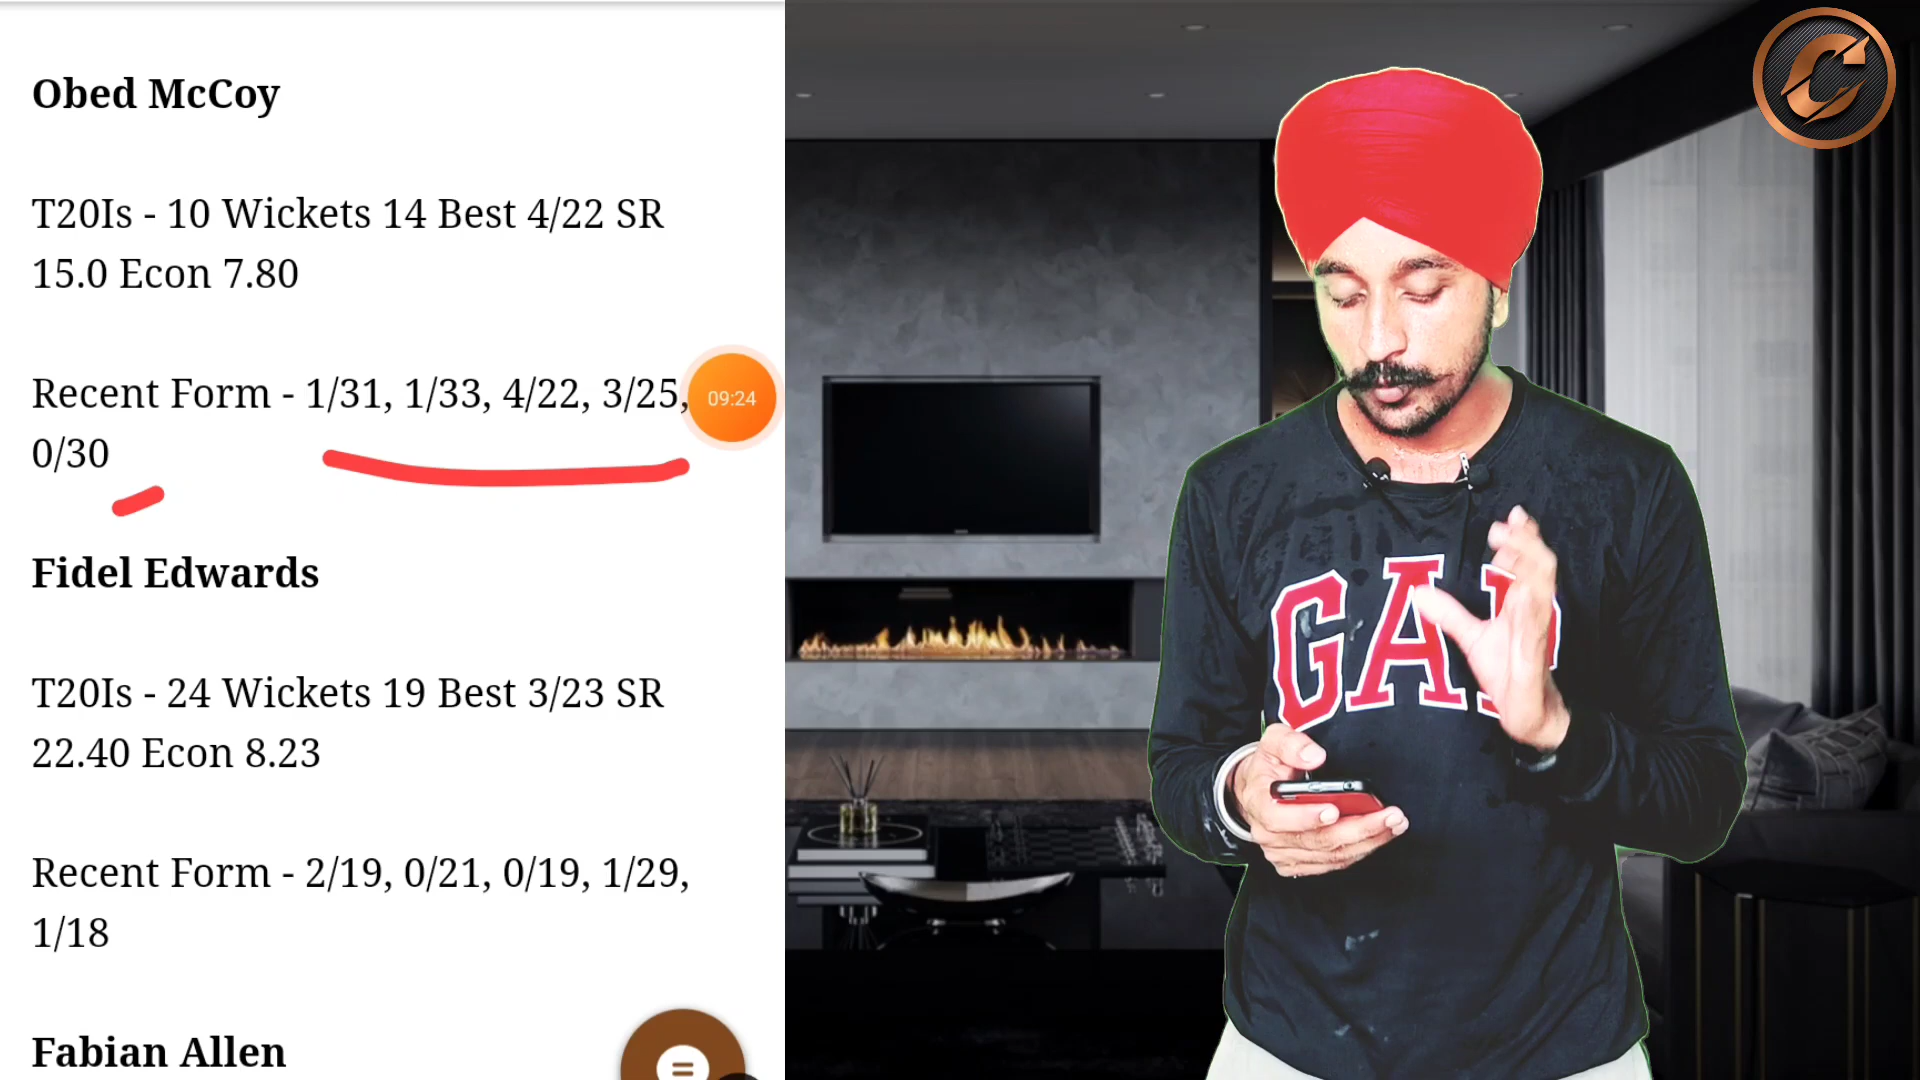 Obed McCoy
T20Is - 10 Wickets 14 Best 4/22 SR
15.0 Econ 7.80
Recent Form - 1/31, 1/33, 4/22, 3/25,
09:24
0/30
Fidel Edwards
T20Is - 24 Wickets 19 Best 3/23 SR
22.40 Econ 8.23
Recent Form - 2/19, 0/21, 0/19, 1/29,
1/18
Fabian Allen
C
GAP